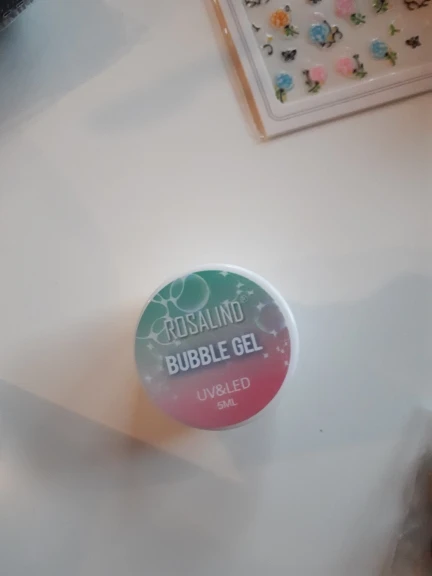 ROSALIND
BUBBLE GEL
UV&LED
5ML